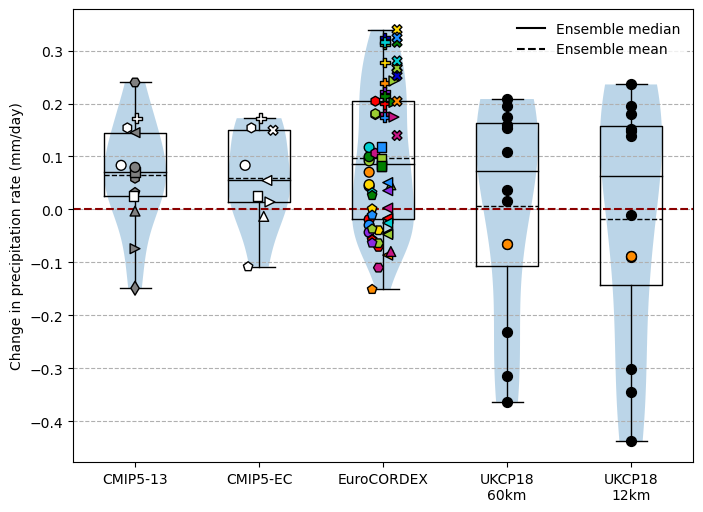 Ensemble median
Ensemble mean
Change in precipitation rate (mm/day)
0.3
0.2
0.1
0.0
−0.1
−0.2
−0.3
−0.4
CMIP5-13
CMIP5-EC
EuroCORDEX
UKCP18
60km
UKCP18
12km